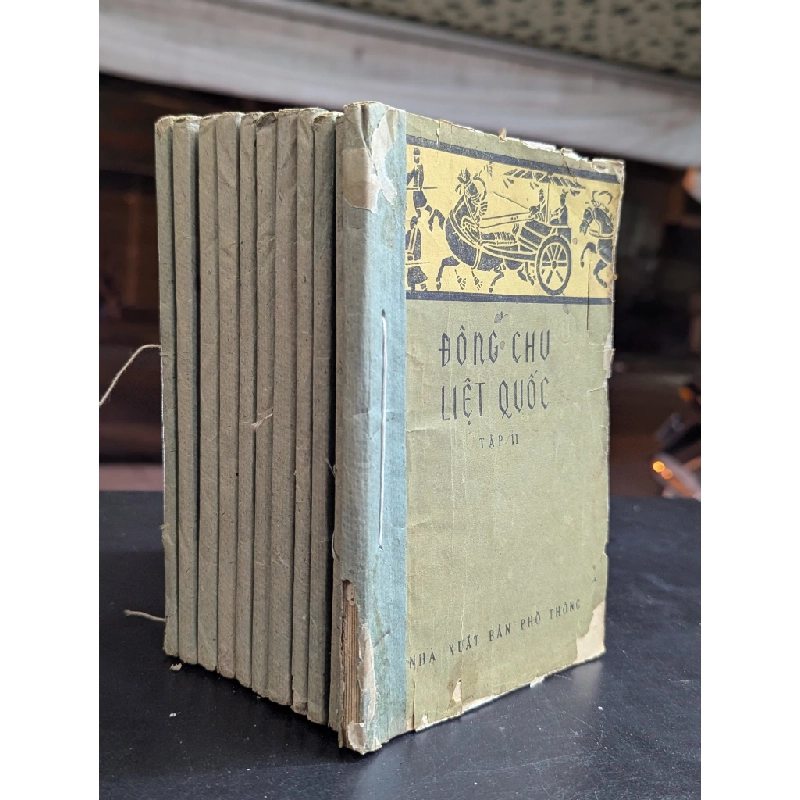 ĐÔNG CHU
LIỆT QUỐC
TẬP II
NHÀ XUẤT BẢN PHỔ THÔNG